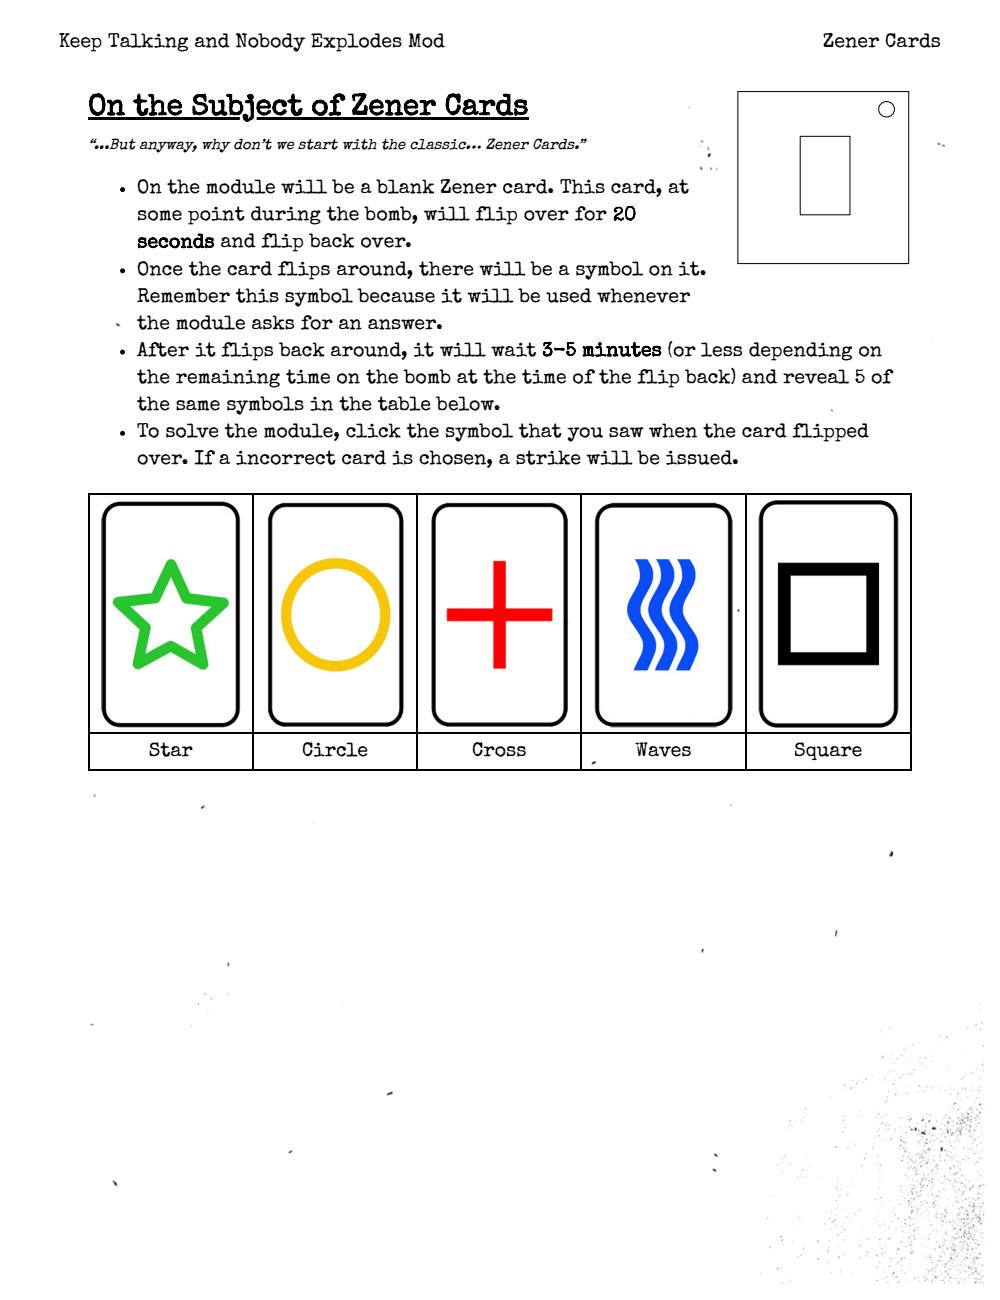 Keep Talking and Nobody Explodes Mod
Zener Cards
On the Subject of Zener Cards
“...But anyway, why don't we start with the classic... Zener Cards.”
• On the module will be a blank Zener card. This card, at
some point during the bomb, will flip over for 20
seconds and flip back over.
• Once the card flips around, there will be a symbol on it.
Remember this symbol because it will be used whenever
the module asks for an answer.
• After it flips back around, it will wait 3-5 minutes (or less depending on
the remaining time on the bomb at the time of the flip back) and reveal 5 of
the same symbols in the table below.
• To solve the module, click the symbol that you saw when the card flipped
over. If a incorrect card is chosen, a strike will be issued.
Star
Circle
Cross
Waves
Square